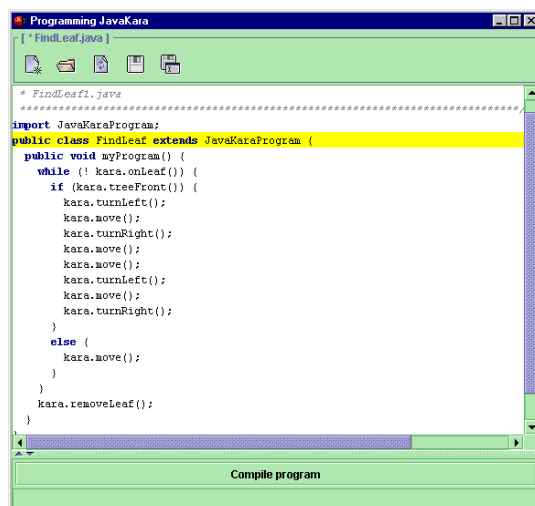 Programming JavaKara
[ * FindLeaf.java ]
* FindLeaf1.java
******************************************************************************/
import JavaKaraProgram;
public class FindLeaf extends JavaKaraProgram {
public void myProgram() {
while (! kara.onLeaf()) {
if (kara.treeFront()) {
kara.turnLeft();
kara.move();
kara.turnRight();
kara.move();
kara.move();
kara.turnLeft();
kara.move();
kara.turnRight();
}
else {
kara.move();
}
}
kara.removeLeaf();
}
}
Compile program